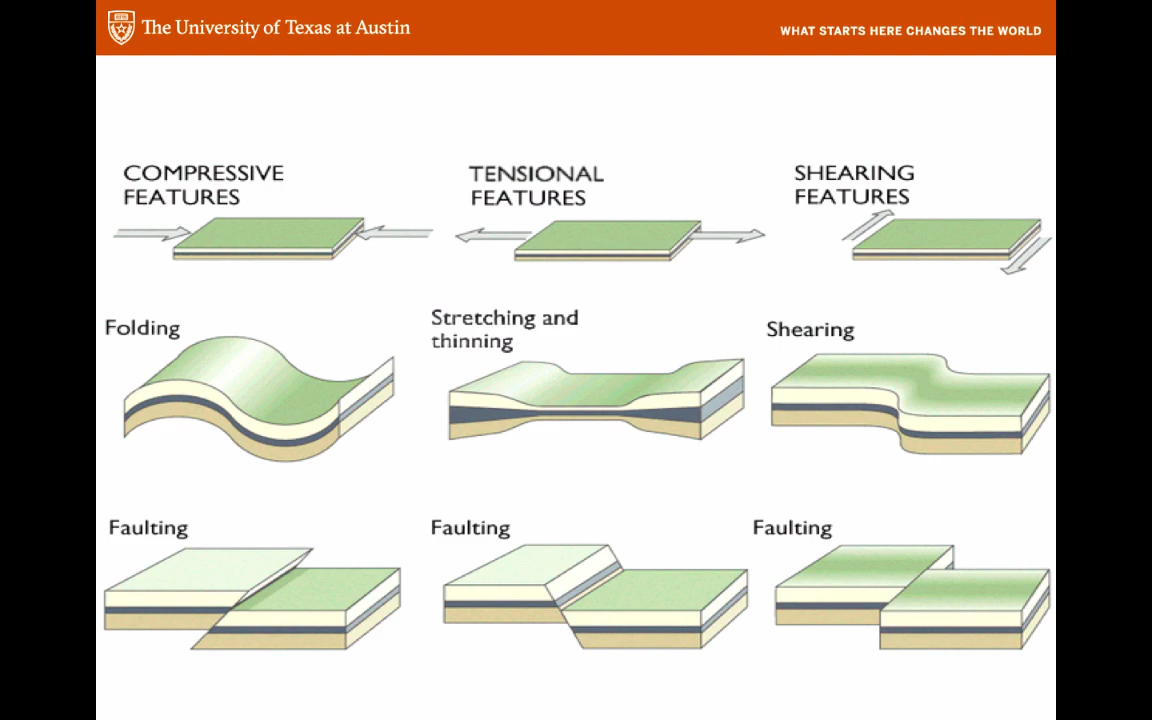 The University of Texas at Austin
WHAT STARTS HERE CHANGES THE WORLD
COMPRESSIVE
FEATURES
TENSIONAL
FEATURES
SHEARING
FEATURES
Folding
Stretching and
thinning
Shearing
Faulting
Faulting
Faulting